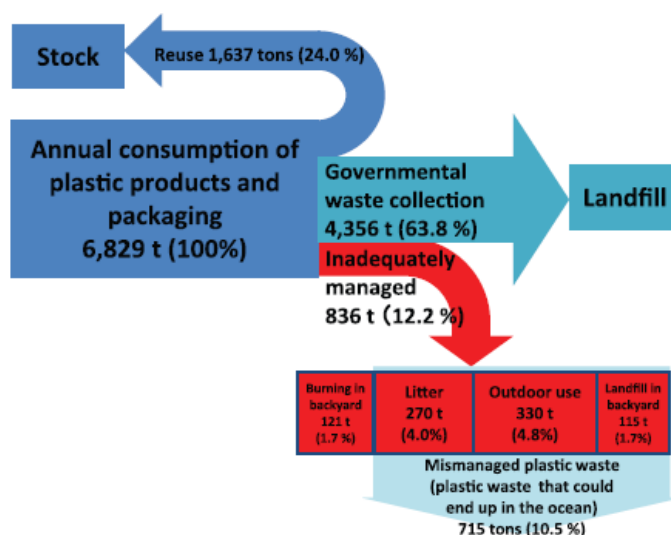 Stock
Reuse 1,637 tons (24.0 %)
Annual consumption of
plastic products and
packaging
6,829 t (100%)
Governmental
waste collection
4,356 t (63.8 %)
Landfill
Inadequately
managed
836 t (12.2 %)
Burning in
backyard
121 t
(1.7 %)
Litter
270 t
(4.0%)
Outdoor use
330 t
(4.8%)
Landfill in
backyard
115 t
(1.7%)
Mismanaged plastic waste
(plastic waste that could
end up in the ocean)
715 tons (10.5 %)